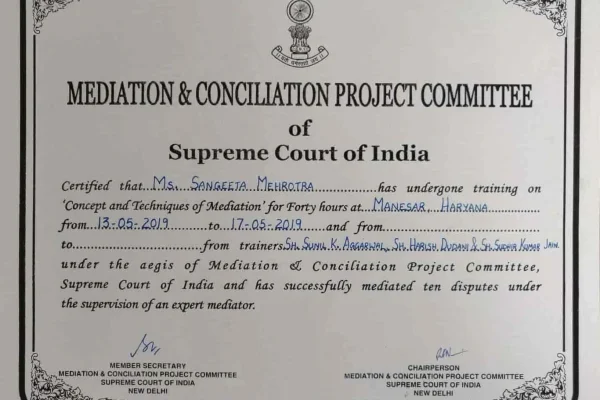 MEDIATION & CONCILIATION PROJECT COMMITTEE
of
Supreme Court of India
Certified that Ms. SANGEETA MEHROTRA has undergone training on
'Concept and Techniques of Mediation' for Forty hours at MANESAR, HARYANA
from 13-05-2019 to 17-05-2019 and from
to from trainers SH. SUNIL K. AGGARWAL, SH. HARISH DUDANI & SH. SUDHIR KUMAR JAIN
under the aegis of Mediation & Conciliation Project Committee,
Supreme Court of India and has successfully mediated ten disputes under
the supervision of an expert mediator.
MEMBER SECRETARY
MEDIATION & CONCILIATION PROJECT COMMITTEE
SUPREME COURT OF INDIA
NEW DELHI
CHAIRPERSON
MEDIATION & CONCILIATION PROJECT COMMITTEE
SUPREME COURT OF INDIA
NEW DELHI